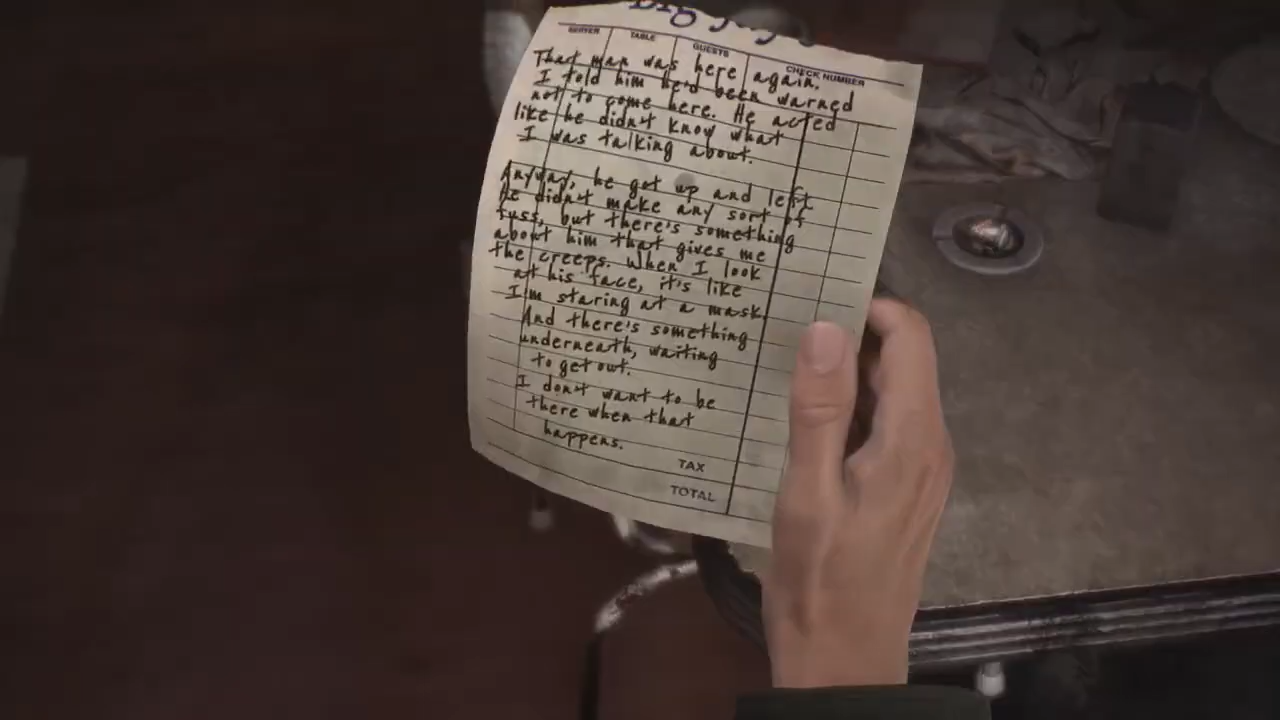 Big Jay's
SERVER TABLE GUESTS CHECK NUMBER
That man was here again.
I told him he'd been warned
not to come here. He acted
like he didn't know what
I was talking about.
Anyway, he got up and left
He didn't make any sort of
fuss, but there's something
about him that gives me
the creeps. When I look
at his face, it's like
I'm staring at a mask.
And there's something
underneath, waiting
to get out.
I don't want to be
there when that
happens.
TAX
TOTAL